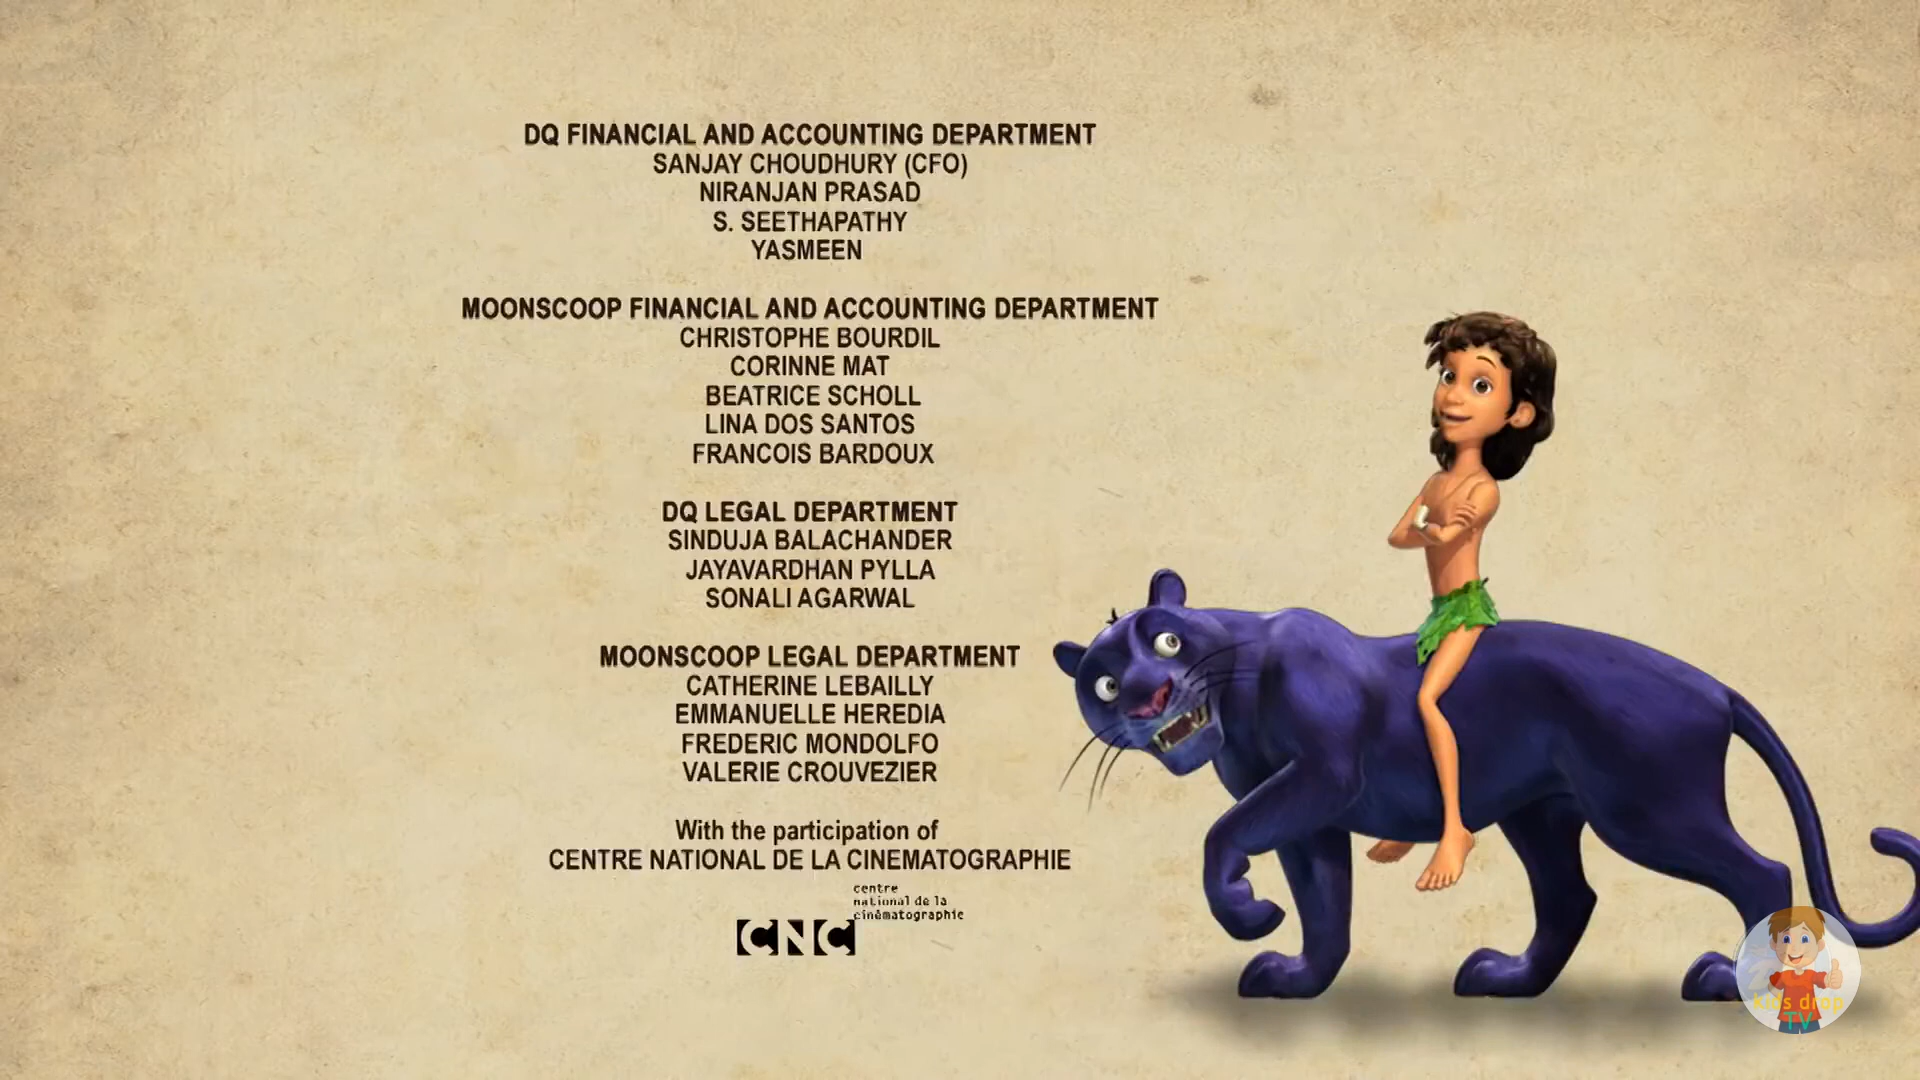 DQ FINANCIAL AND ACCOUNTING DEPARTMENT
SANJAY CHOUDHURY (CFO)
NIRANJAN PRASAD
S. SEETHAPATHY
YASMEEN
MOONSCOOP FINANCIAL AND ACCOUNTING DEPARTMENT
CHRISTOPHE BOURDIL
CORINNE MAT
BEATRICE SCHOLL
LINA DOS SANTOS
FRANCOIS BARDOUX
DQ LEGAL DEPARTMENT
SINDUJA BALACHANDER
JAYAVARDHAN PYLLA
SONALI AGARWAL
MOONSCOOP LEGAL DEPARTMENT
CATHERINE LEBAILLY
EMMANUELLE HEREDIA
FREDERIC MONDOLFO
VALERIE CROUVEZIER
With the participation of
CENTRE NATIONAL DE LA CINEMATOGRAPHIE
centre
national de la
cinématographie
CNC
kids drop
TV